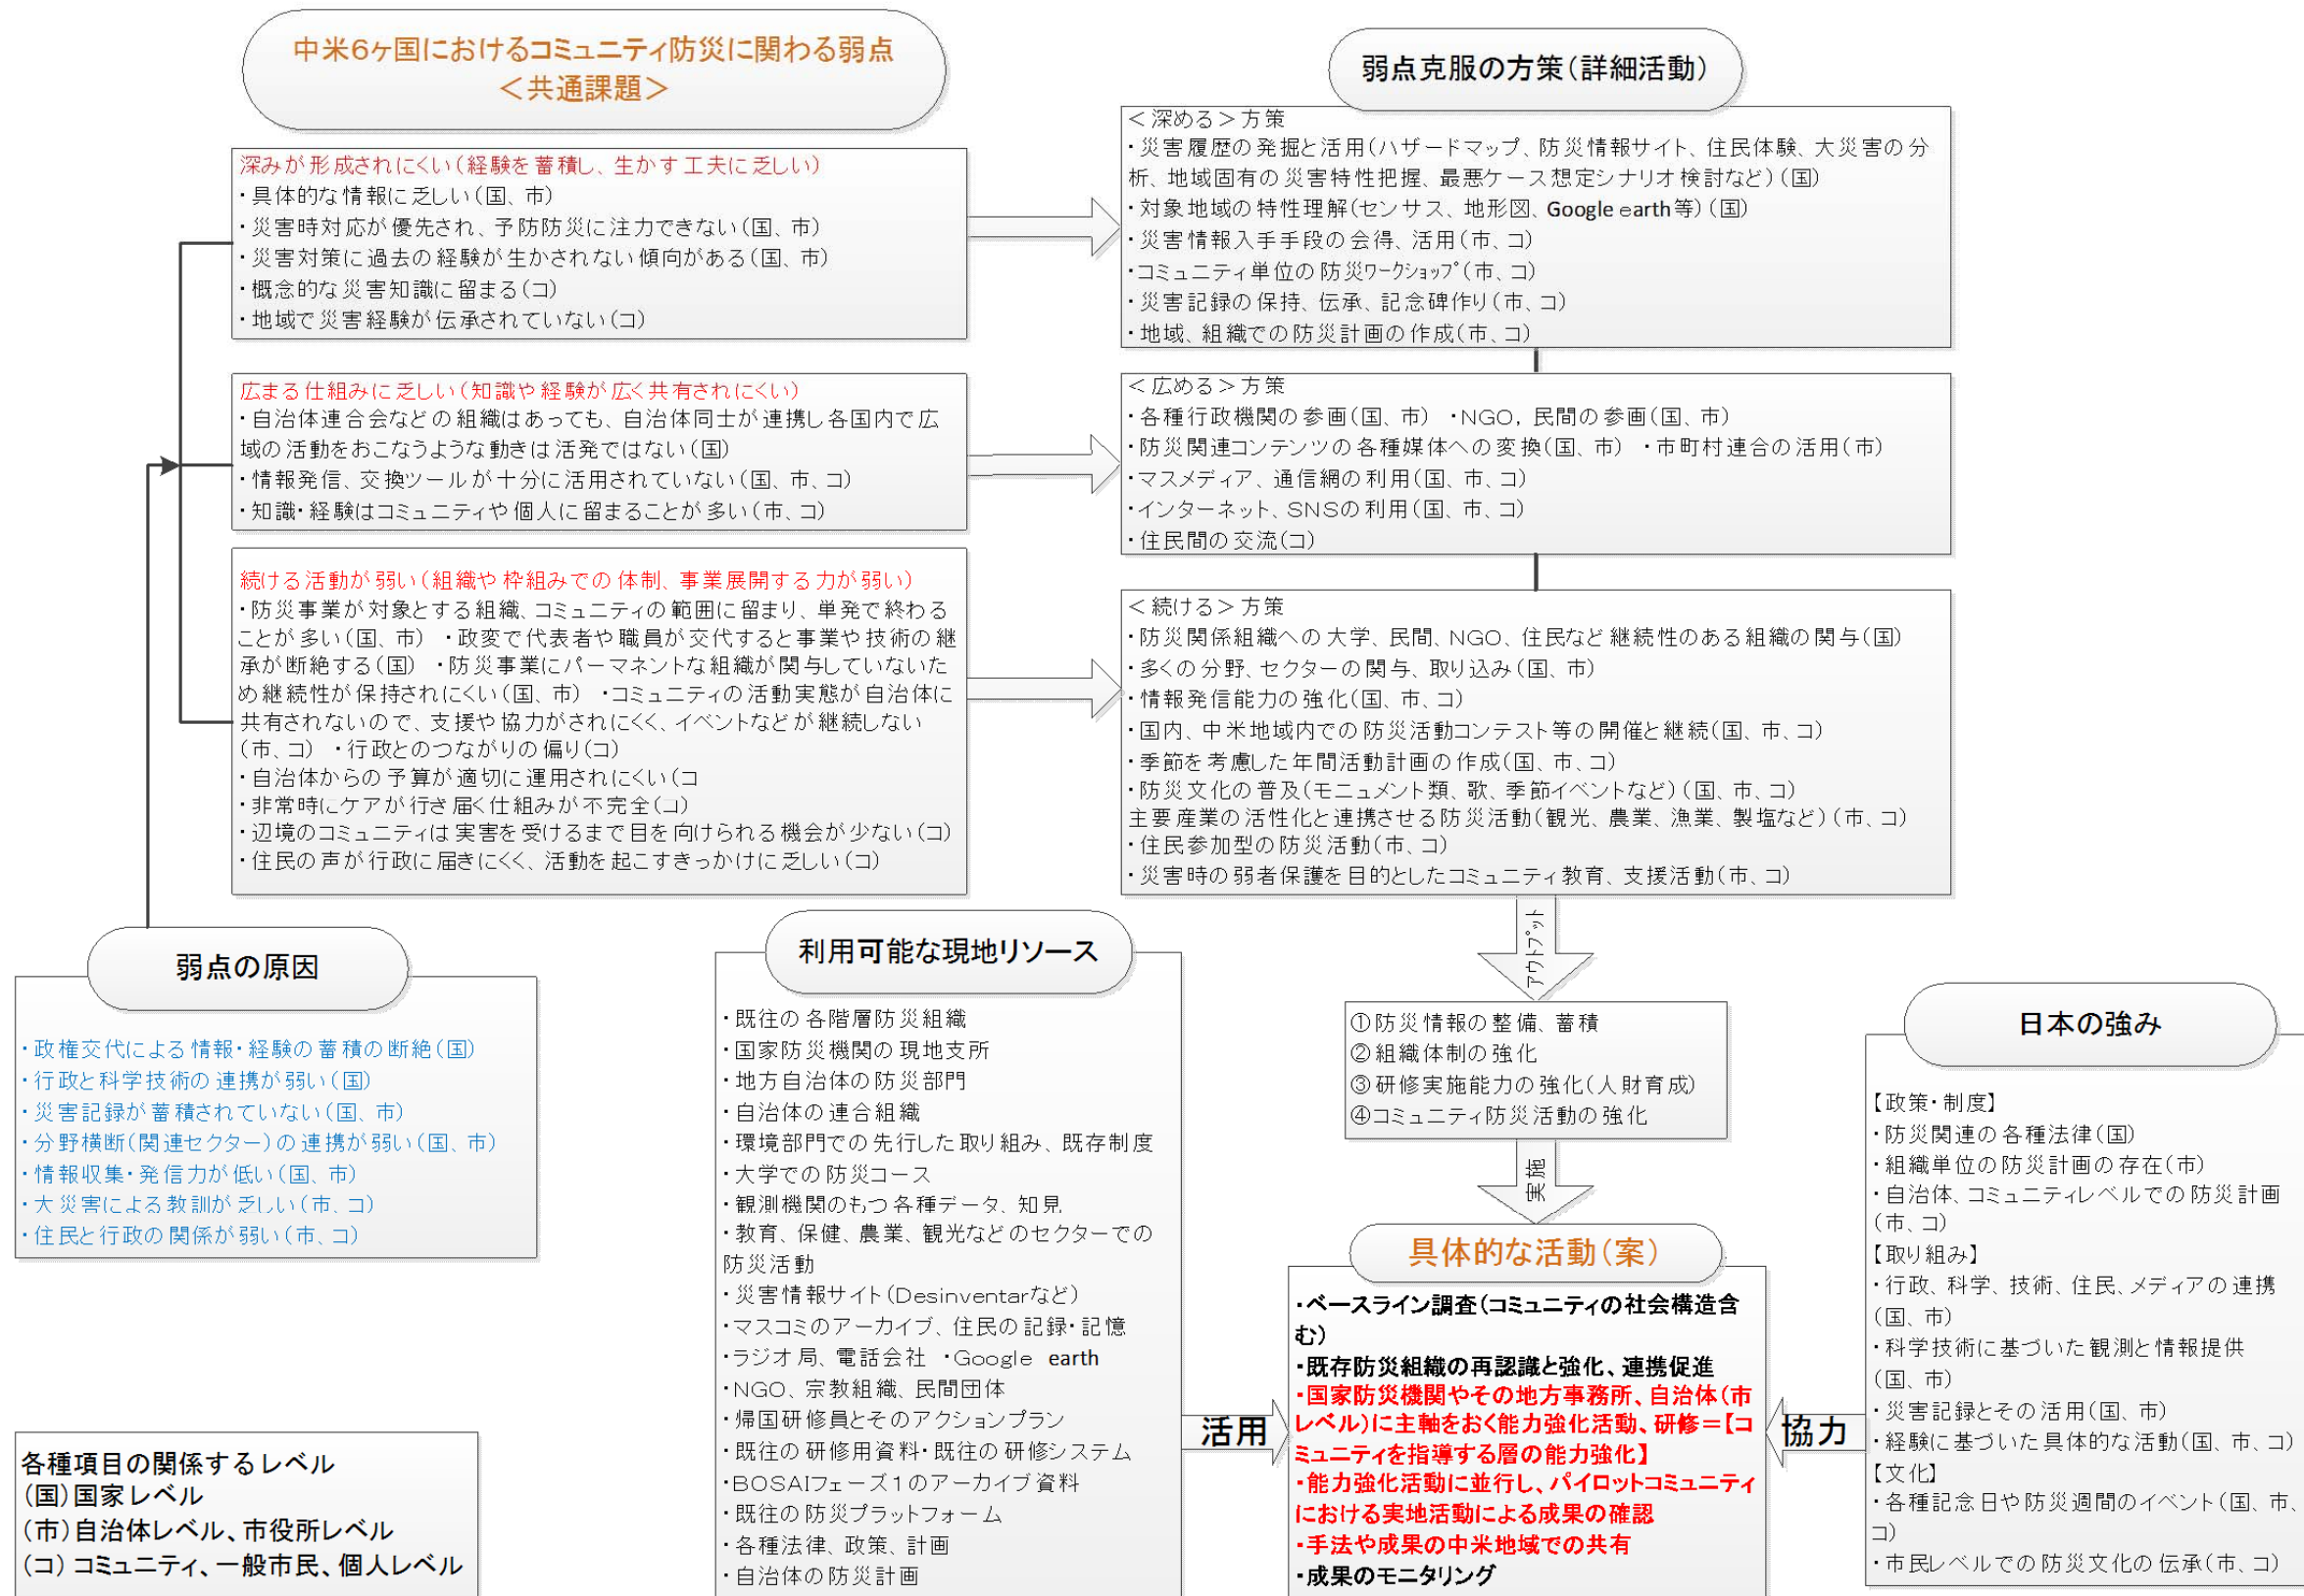 中米6ヶ国におけるコミュニティ防災に関わる弱点
＜共通課題＞
深みが形成されにくい(経験を蓄積し、生かす工夫に乏しい)
・具体的な情報に乏しい(国、市)
・災害時対応が優先され、予防防災に注力できない(国、市)
・災害対策に過去の経験が生かされない傾向がある(国、市)
・概念的な災害知識に留まる(コ)
・地域で災害経験が伝承されていない(コ)
広まる仕組みに乏しい(知識や経験が広く共有されにくい)
・自治体連合会などの組織はあっても、自治体同士が連携し各国内で広
域の活動をおこなうような動きは活発ではない(国)
・情報発信、交換ツールが十分に活用されていない(国、市、コ)
・知識・経験はコミュニティや個人に留まることが多い(市、コ)
続ける活動が弱い(組織や枠組みでの体制、事業展開する力が弱い)
・防災事業が対象とする組織、コミュニティの範囲に留まり、単発で終わる
ことが多い(国、市) ・政変で代表者や職員が交代すると事業や技術の継
承が断絶する(国) ・防災事業にパーマネントな組織が関与していないた
め継続性が保持されにくい(国、市) ・コミュニティの活動実態が自治体に
共有されないので、支援や協力がされにくく、イベントなどが継続しない
(市、コ) ・行政とのつながりの偏り(コ)
・自治体からの予算が適切に運用されにくい(コ
・非常時にケアが行き届く仕組みが不完全(コ)
・辺境のコミュニティは実害を受けるまで目を向けられる機会が少ない(コ)
・住民の声が行政に届きにくく、活動を起こすきっかけに乏しい(コ)
弱点克服の方策(詳細活動)
＜深める＞方策
・災害履歴の発掘と活用(ハザードマップ、防災情報サイト、住民体験、大災害の分
析、地域固有の災害特性把握、最悪ケース想定シナリオ検討など)(国)
・対象地域の特性理解(センサス、地形図、Google earth等)(国)
・災害情報入手手段の会得、活用(市、コ)
・コミュニティ単位の防災ワークショップ(市、コ)
・災害記録の保持、伝承、記念碑作り(市、コ)
・地域、組織での防災計画の作成(市、コ)
＜広める＞方策
・各種行政機関の参画(国、市) ・NGO，民間の参画(国、市)
・防災関連コンテンツの各種媒体への変換(国、市) ・市町村連合の活用(市)
・マスメディア、通信網の利用(国、市、コ)
・インターネット、SNSの利用(国、市、コ)
・住民間の交流(コ)
＜続ける＞方策
・防災関係組織への大学、民間、NGO、住民など継続性のある組織の関与(国)
・多くの分野、セクターの関与、取り込み(国、市)
・情報発信能力の強化(国、市、コ)
・国内、中米地域内での防災活動コンテスト等の開催と継続(国、市、コ)
・季節を考慮した年間活動計画の作成(国、市、コ)
・防災文化の普及(モニュメント類、歌、季節イベントなど)(国、市、コ)
主要産業の活性化と連携させる防災活動(観光、農業、漁業、製塩など)(市、コ)
・住民参加型の防災活動(市、コ)
・災害時の弱者保護を目的としたコミュニティ教育、支援活動(市、コ)
弱点の原因
・政権交代による情報・経験の蓄積の断絶(国)
・行政と科学技術の連携が弱い(国)
・災害記録が蓄積されていない(国、市)
・分野横断(関連セクター)の連携が弱い(国、市)
・情報収集・発信力が低い(国、市)
・大災害による教訓が乏しい(市、コ)
・住民と行政の関係が弱い(市、コ)
各種項目の関係するレベル
(国)国家レベル
(市)自治体レベル、市役所レベル
(コ)コミュニティ、一般市民、個人レベル
利用可能な現地リソース
・既往の各階層防災組織
・国家防災機関の現地支所
・地方自治体の防災部門
・自治体の連合組織
・環境部門での先行した取り組み、既存制度
・大学での防災コース
・観測機関のもつ各種データ、知見
・教育、保健、農業、観光などのセクターでの
防災活動
・災害情報サイト(Desinventarなど)
・マスコミのアーカイブ、住民の記録・記憶
・ラジオ局、電話会社 ・Google earth
・NGO、宗教組織、民間団体
・帰国研修員とそのアクションプラン
・既往の研修用資料・既往の研修システム
・BOSAIフェーズ1のアーカイブ資料
・既往の防災プラットフォーム
・各種法律、政策、計画
・自治体の防災計画
活用
アウトプット
①防災情報の整備、蓄積
②組織体制の強化
③研修実施能力の強化(人財育成)
④コミュニティ防災活動の強化
実施
具体的な活動(案)
・ベースライン調査(コミュニティの社会構造含
む)
・既存防災組織の再認識と強化、連携促進
・国家防災機関やその地方事務所、自治体(市
レベル)に主軸をおく能力強化活動、研修=【コ
ミュニティを指導する層の能力強化】
・能力強化活動に並行し、パイロットコミュニティ
における実地活動による成果の確認
・手法や成果の中米地域での共有
・成果のモニタリング
協力
日本の強み
【政策・制度】
・防災関連の各種法律(国)
・組織単位の防災計画の存在(市)
・自治体、コミュニティレベルでの防災計画
(市、コ)
【取り組み】
・行政、科学、技術、住民、メディアの連携
(国、市)
・科学技術に基づいた観測と情報提供
(国、市)
・災害記録とその活用(国、市)
・経験に基づいた具体的な活動(国、市、コ)
【文化】
・各種記念日や防災週間のイベント(国、市、
コ)
・市民レベルでの防災文化の伝承(市、コ)